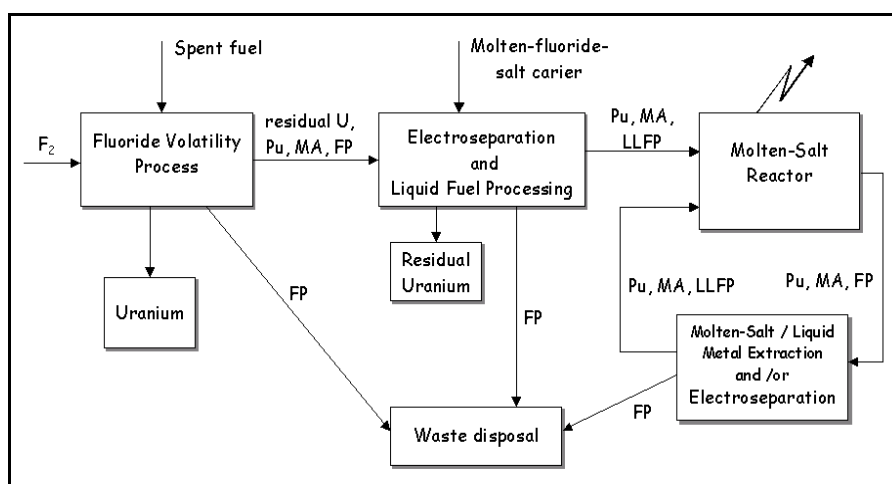 Spent fuel
Molten-fluoride-
salt carier
F₂
Fluoride Volatility
Process
residual U,
Pu, MA, FP
Electroseparation
and
Liquid Fuel Processing
Pu, MA,
LLFP
Molten-Salt
Reactor
Uranium
FP
Residual
Uranium
FP
Pu, MA, LLFP
Pu, MA, FP
Molten-Salt / Liquid
Metal Extraction
and /or
Electroseparation
FP
Waste disposal